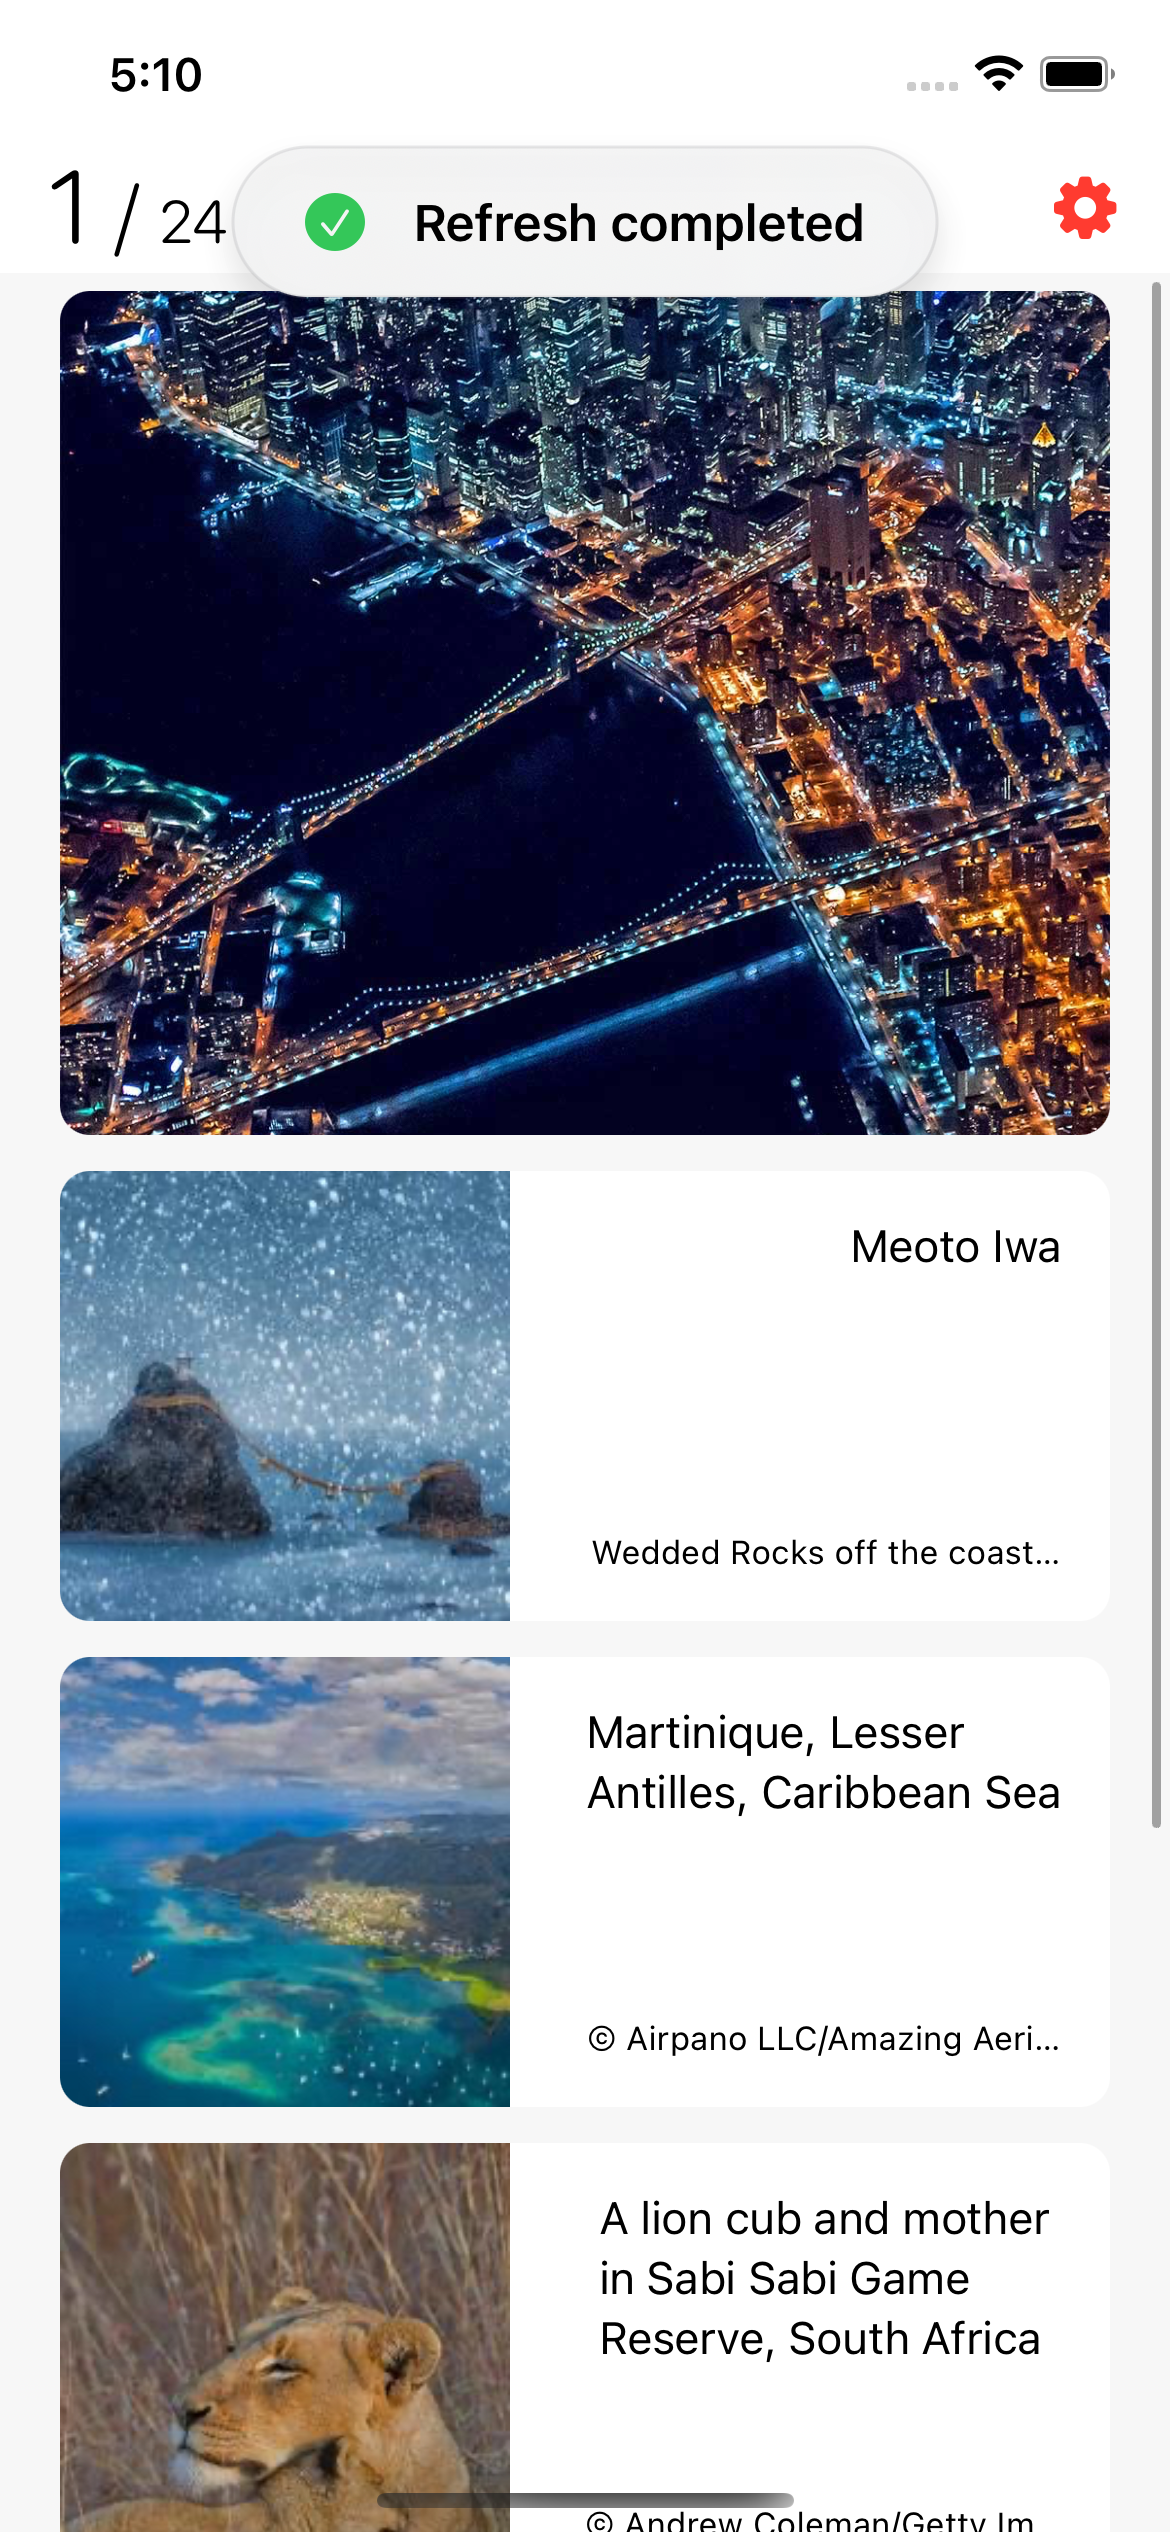 5:10
1 / 24
Refresh completed
Meoto Iwa
Wedded Rocks off the coast...
Martinique, Lesser
Antilles, Caribbean Sea
© Airpano LLC/Amazing Aeri...
A lion cub and mother
in Sabi Sabi Game
Reserve, South Africa
© Andrew Coleman/Getty Im...